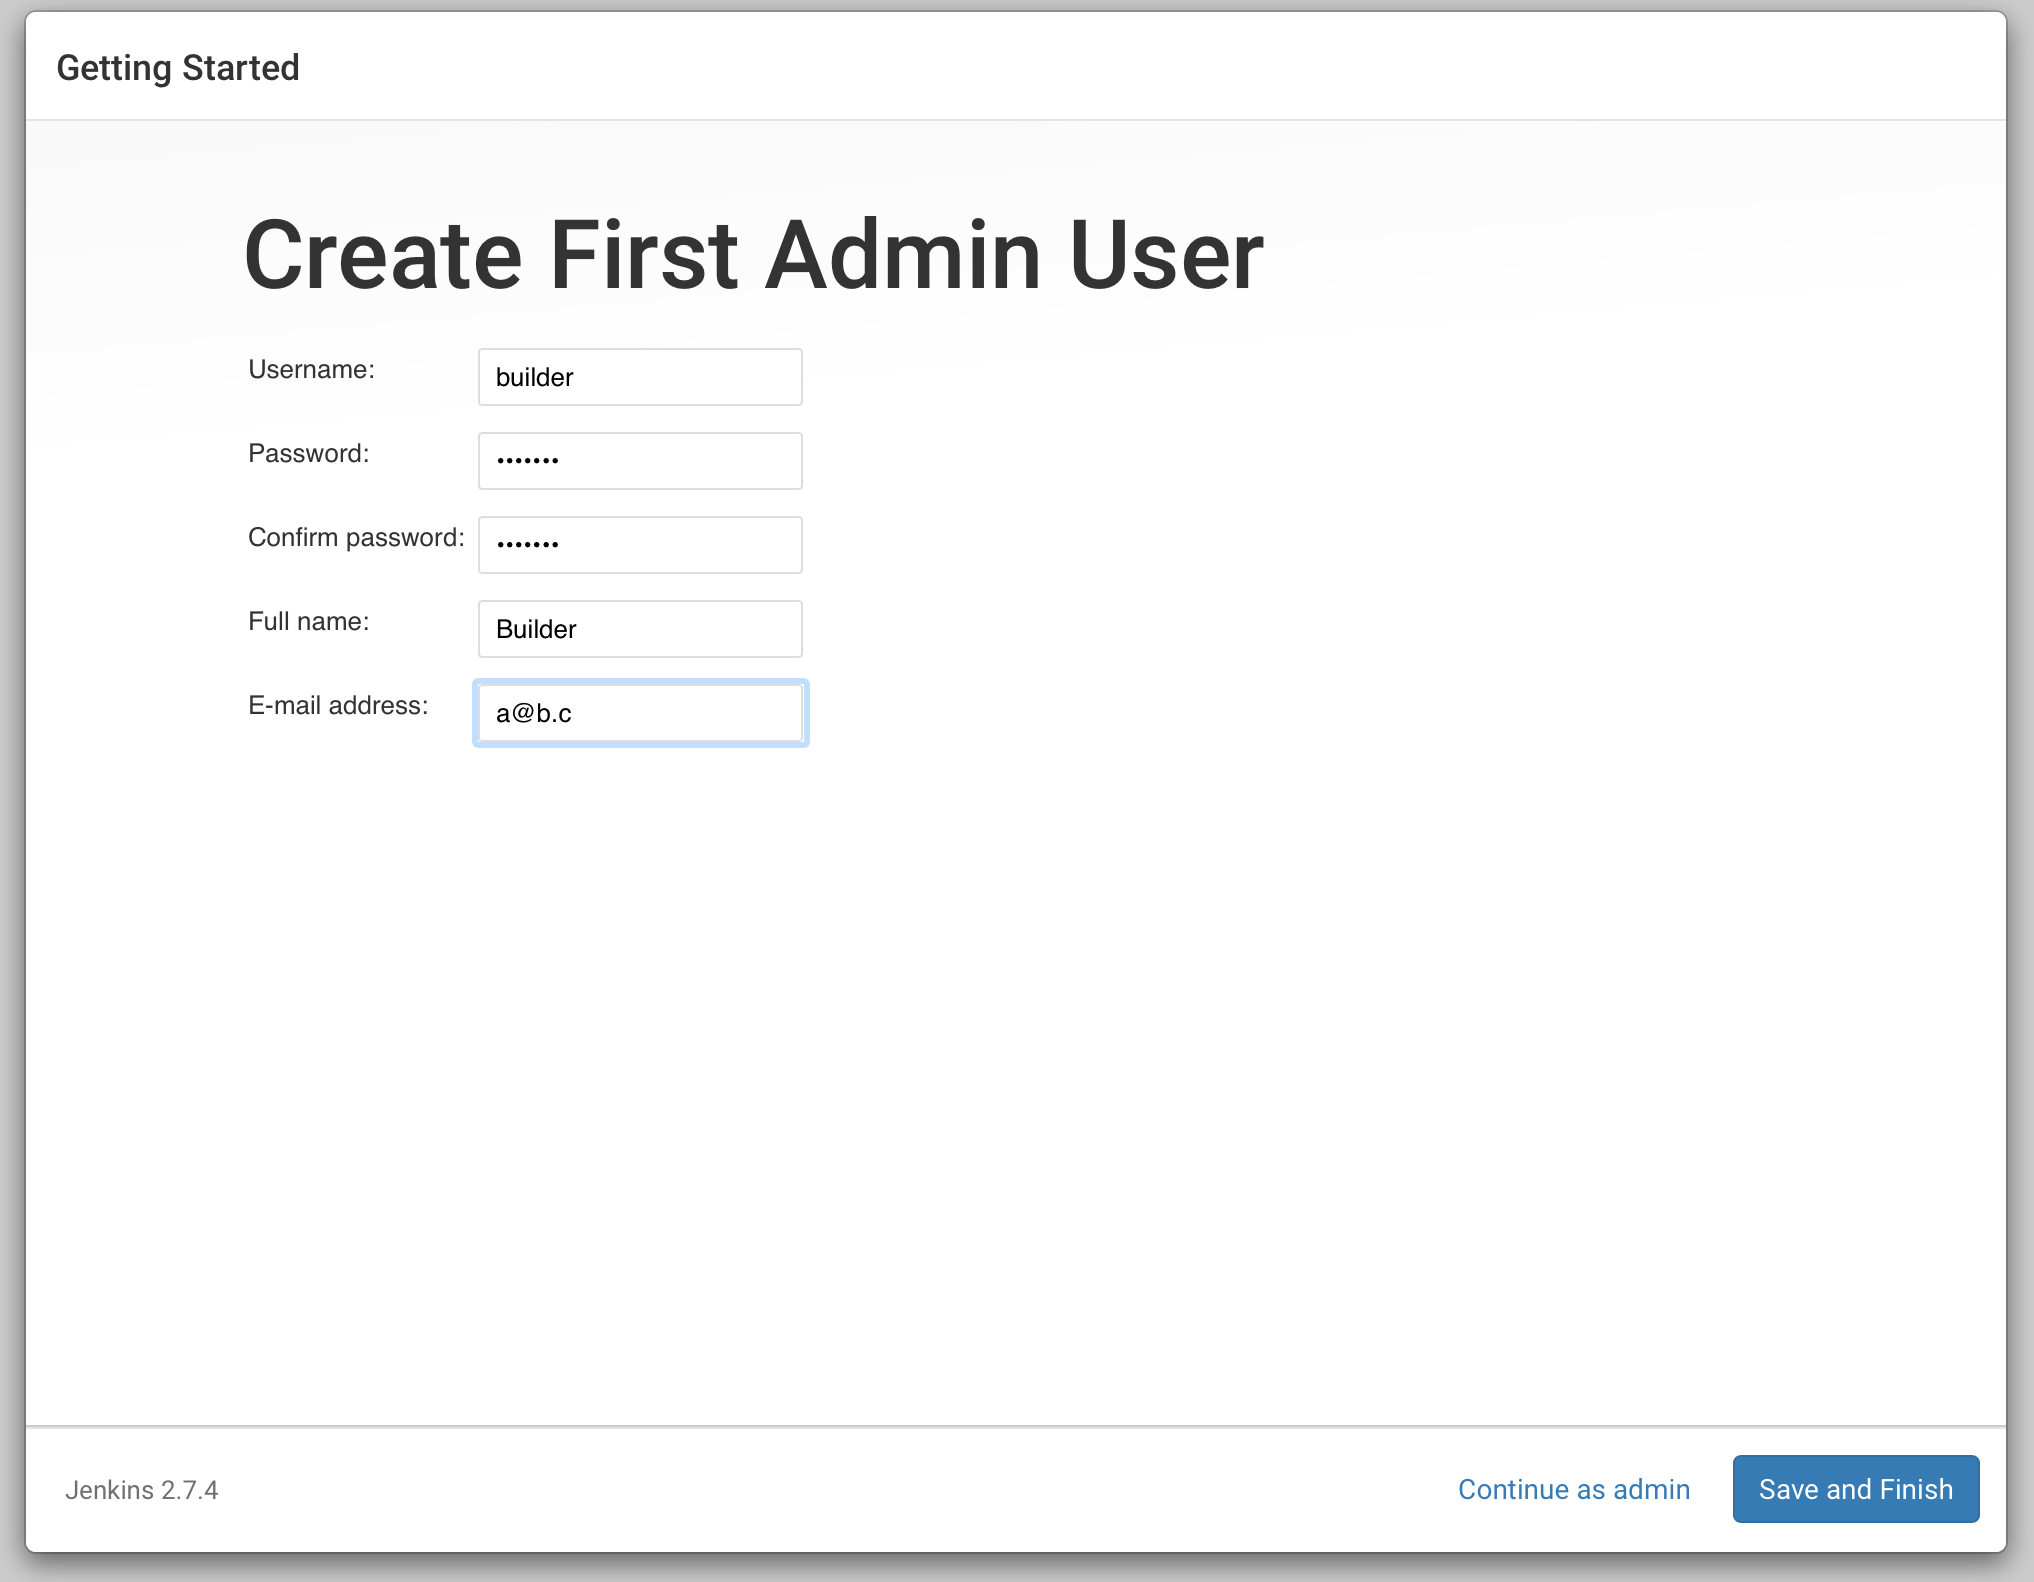 Getting Started
Create First Admin User
Username: builder
Password: •••••••
Confirm password: •••••••
Full name: Builder
E-mail address: a@b.c
Jenkins 2.7.4 Continue as admin Save and Finish